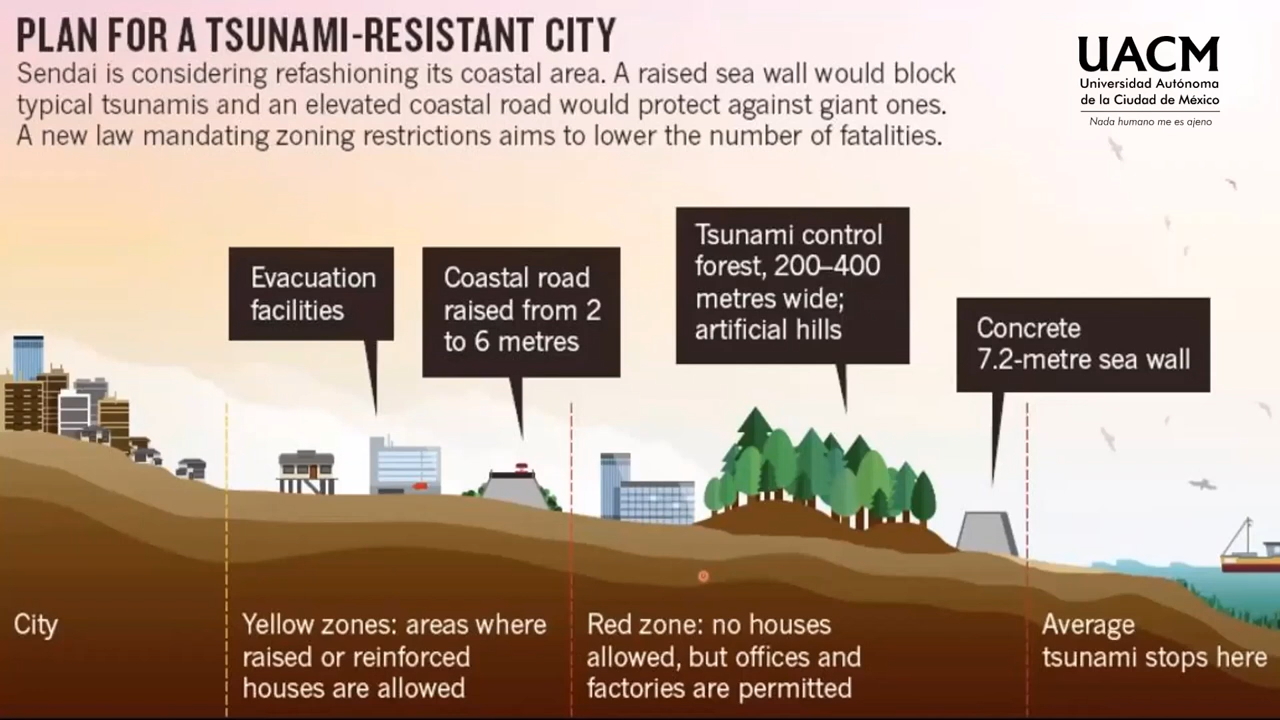 PLAN FOR A TSUNAMI-RESISTANT CITY
Sendai is considering refashioning its coastal area. A raised sea wall would block
typical tsunamis and an elevated coastal road would protect against giant ones.
A new law mandating zoning restrictions aims to lower the number of fatalities.
UACM
Universidad Autónoma
de la Ciudad de México
Nada humano me es ajeno
Evacuation
facilities
Coastal road
raised from 2
to 6 metres
Tsunami control
forest, 200–400
metres wide;
artificial hills
Concrete
7.2-metre sea wall
City
Yellow zones: areas where
raised or reinforced
houses are allowed
Red zone: no houses
allowed, but offices and
factories are permitted
Average
tsunami stops here